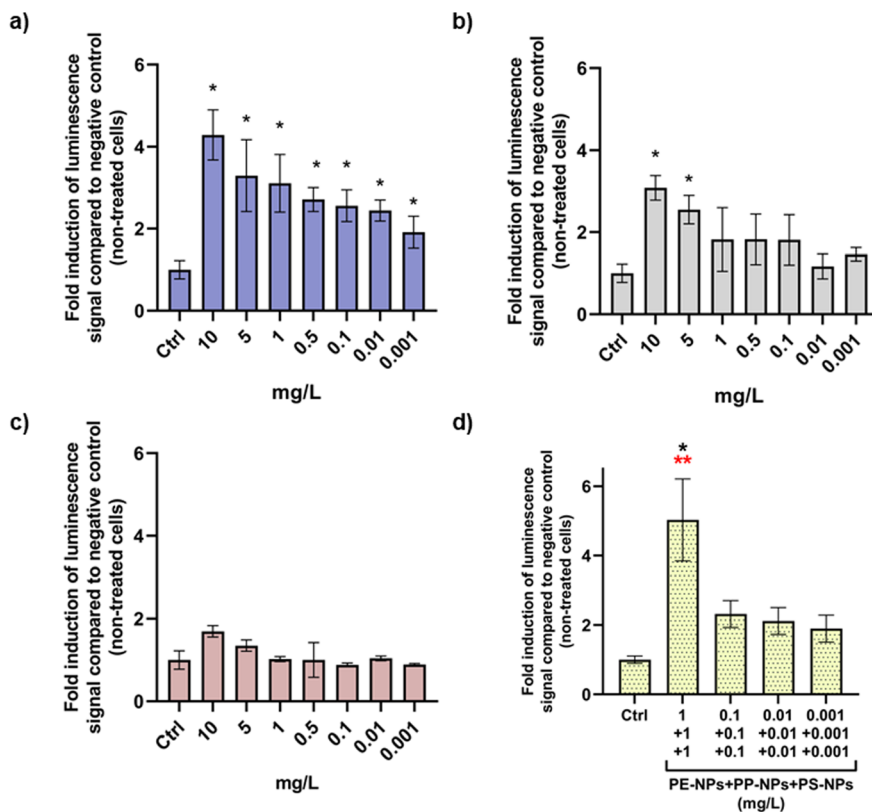 a)
Fold induction of luminescence
signal compared to negative control
(non-treated cells)
6
4
2
0
*
*
*
*
*
*
*
Ctrl
10
5
1
0.5
0.1
0.01
0.001
mg/L
b)
Fold induction of luminescence
signal compared to negative control
(non-treated cells)
6
4
2
0
*
*
Ctrl
10
5
1
0.5
0.1
0.01
0.001
mg/L
c)
Fold induction of luminescence
signal compared to negative control
(non-treated cells)
6
4
2
0
Ctrl
10
5
1
0.5
0.1
0.01
0.001
mg/L
d)
Fold induction of luminescence
signal compared to negative control
(non-treated cells)
6
4
2
0
*
**
Ctrl 1 0.1 0.01 0.001
+1 +0.1 +0.01 +0.001
+1 +0.1 +0.01 +0.001
PE-NPs+PP-NPs+PS-NPs
(mg/L)